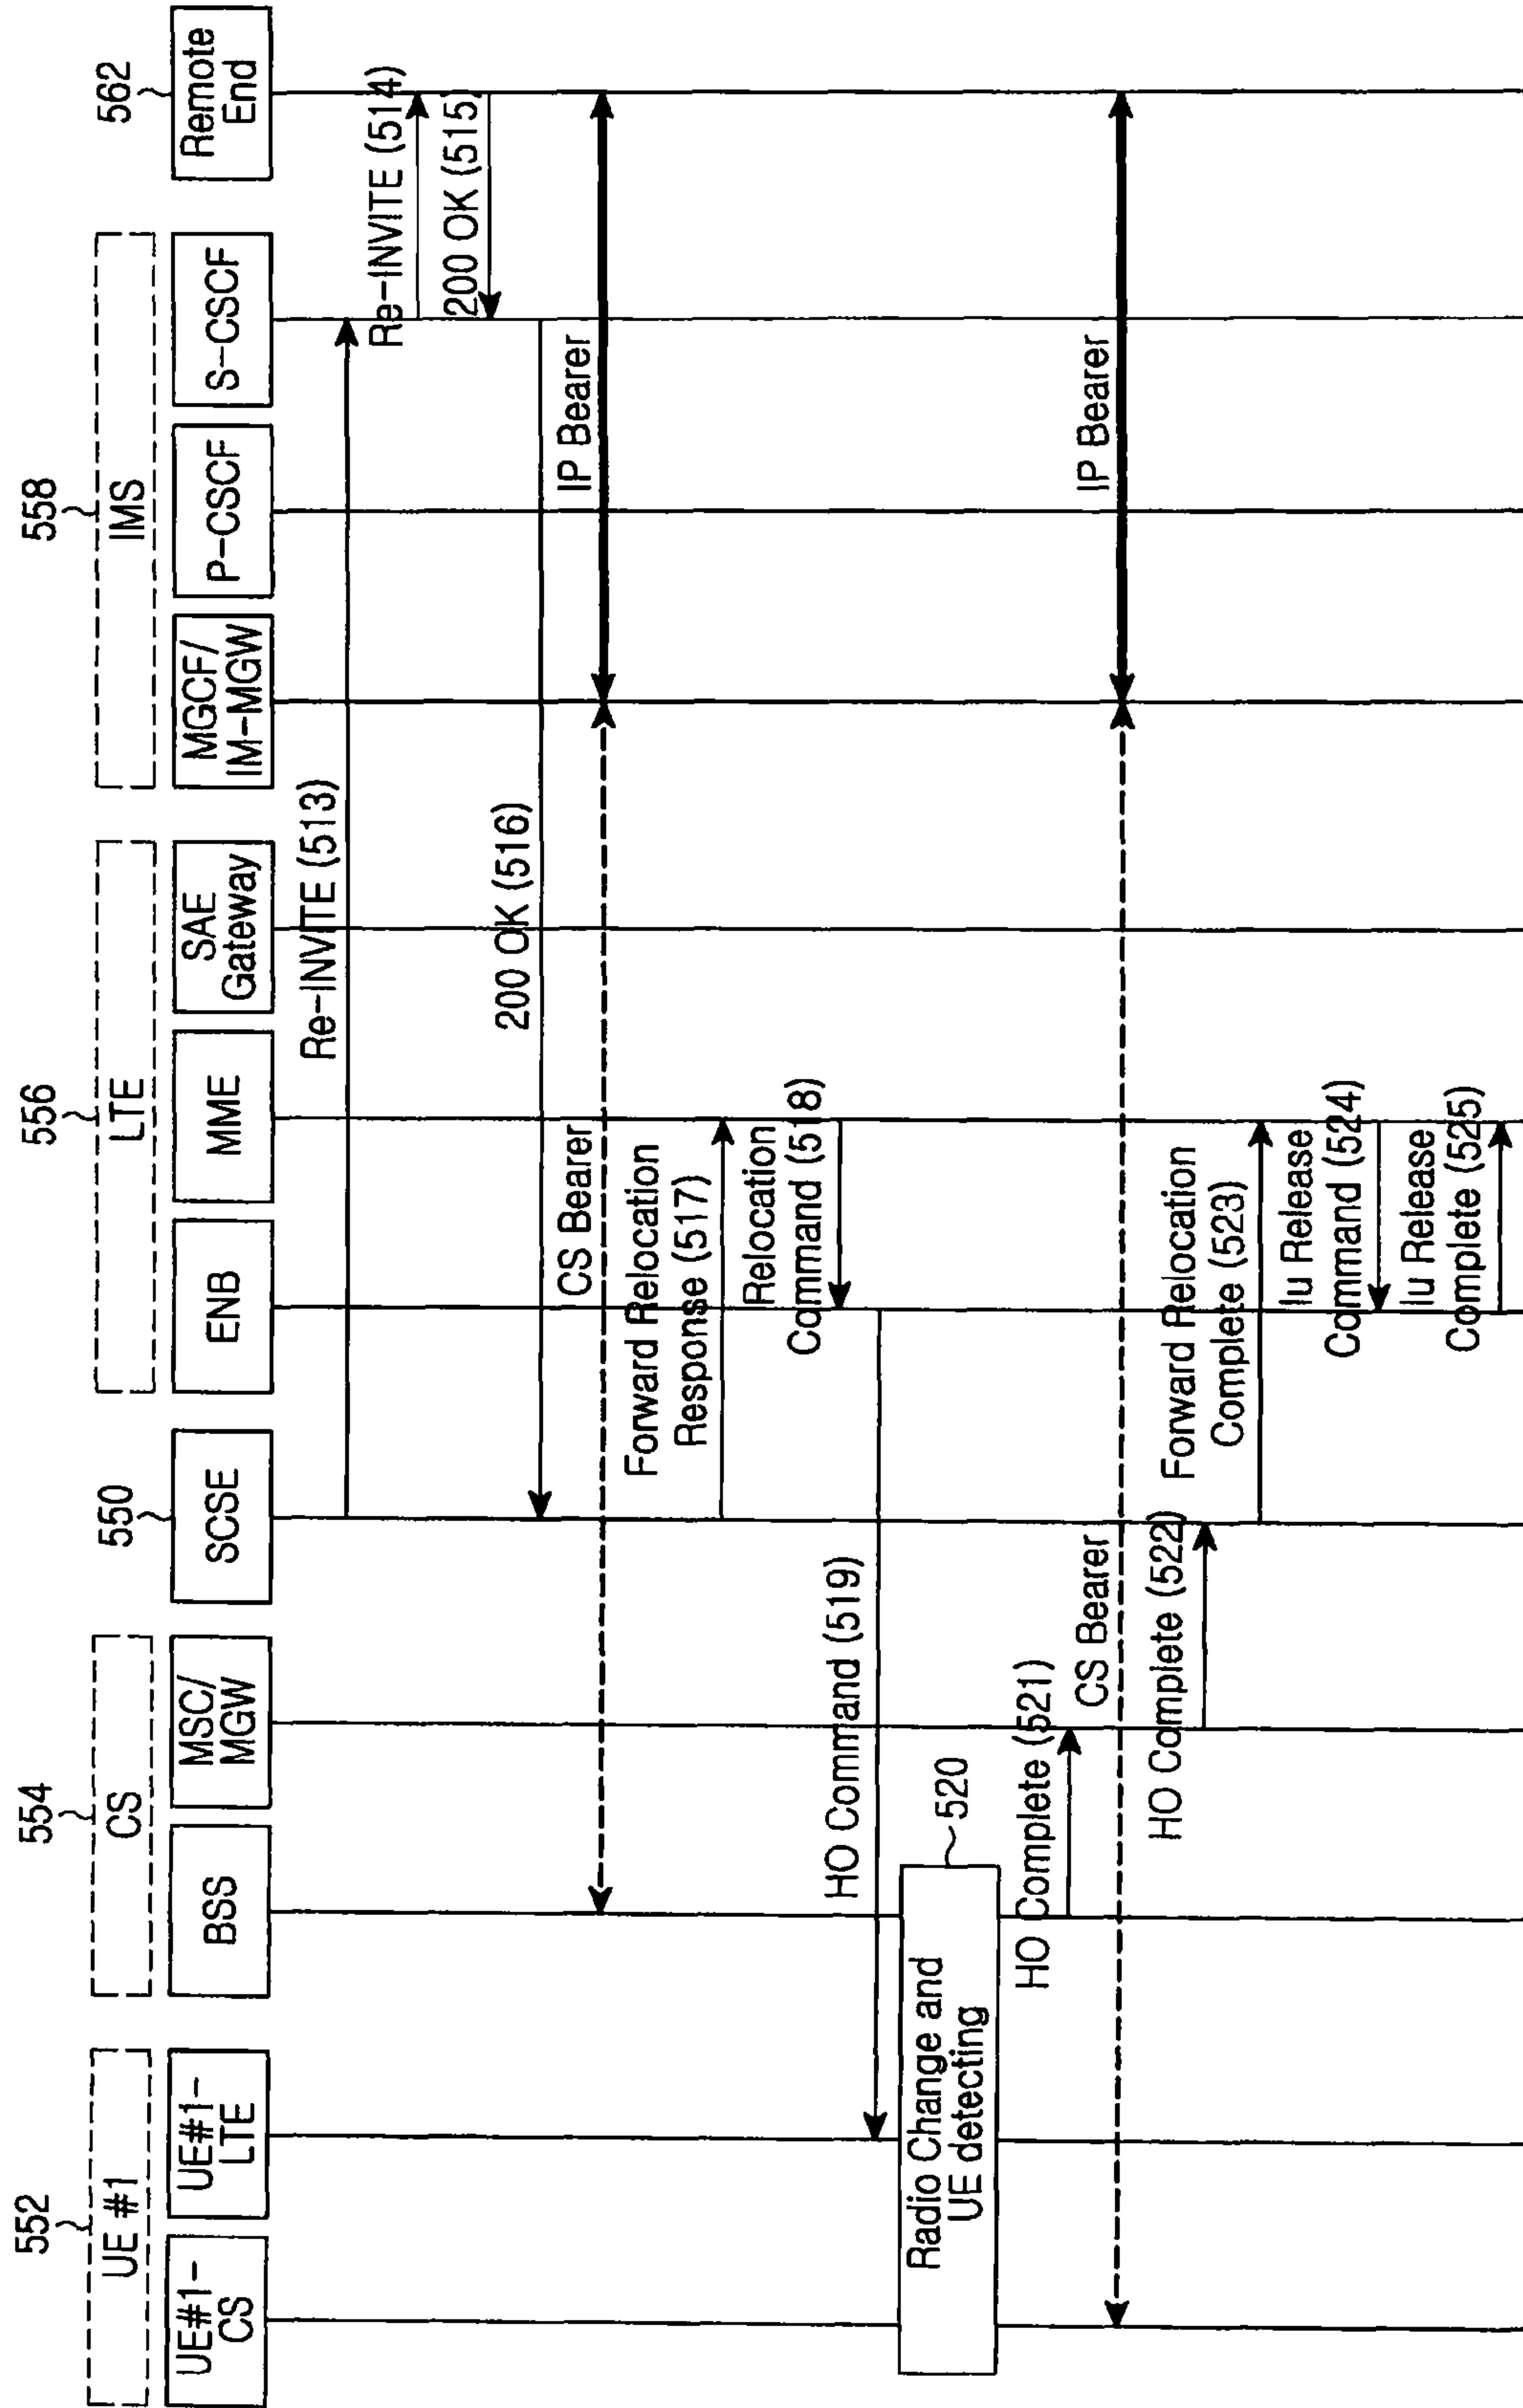 552
UE #1
UE#1-
CS
UE#1-
LTE
554
CS
BSS
MSC/
MGW
550
SCSE
556
LTE
ENB
MME
SAE
Gateway
558
IMS
MGCF/
IM-MGW
P-CSCF
S-CSCF
562
Remote
End
Re-INVITE (513)
Re-INVITE (514)
200 OK (515)
200 OK (516)
CS Bearer
IP Bearer
Forward Relocation
Response (517)
Relocation
Command (518)
HO Command (519)
Radio Change and
UE detecting
520
HO Complete (521)
CS Bearer
IP Bearer
HO Complete (522)
Forward Relocation
Complete (523)
Iu Release
Command (524)
Iu Release
Complete (525)